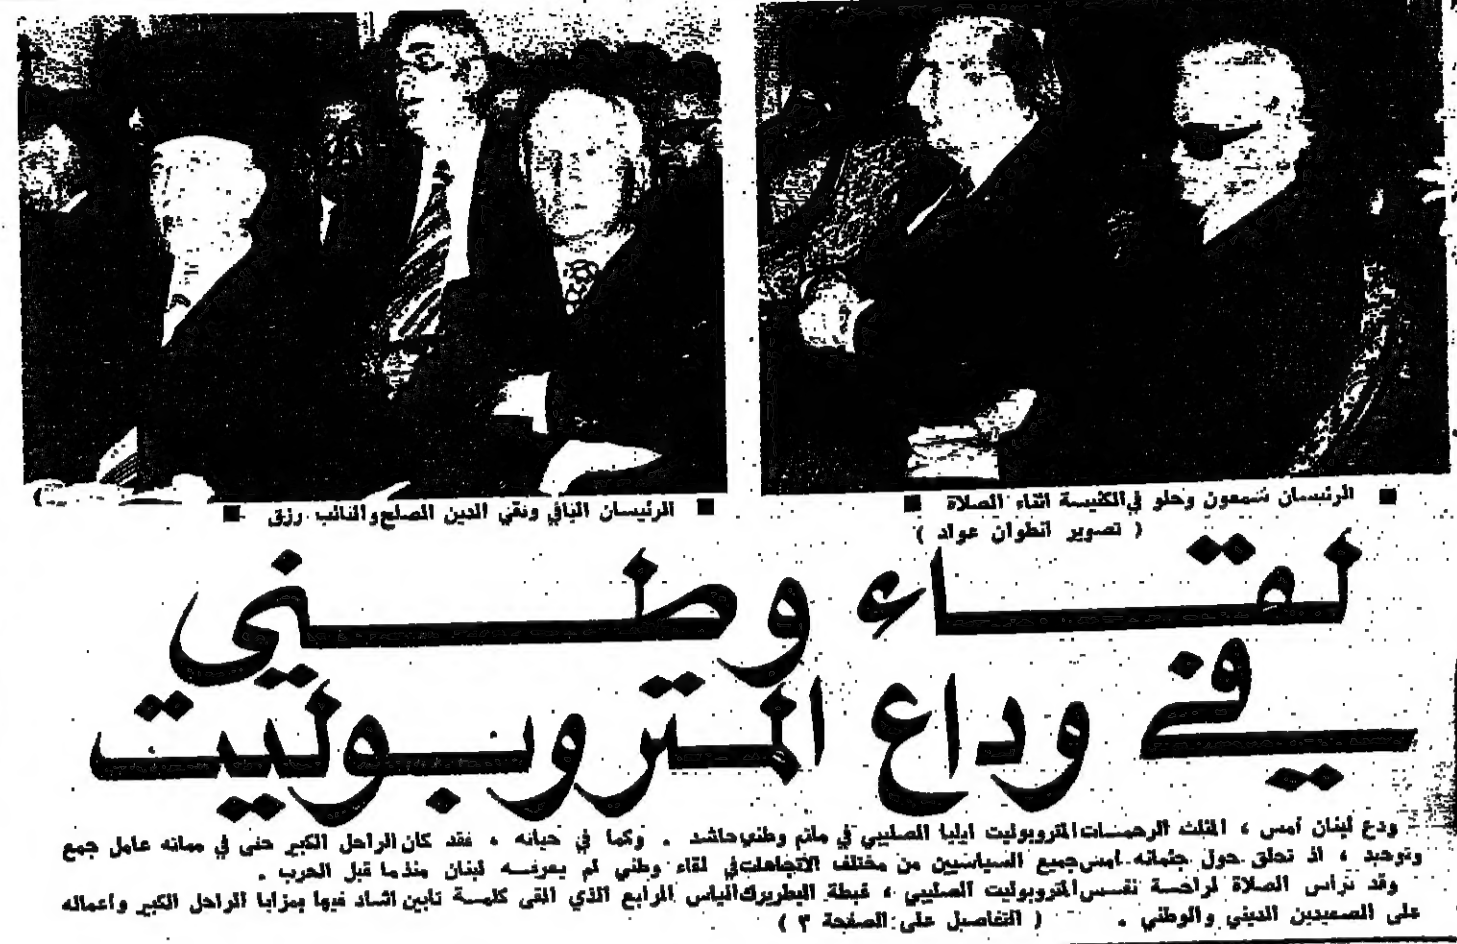 ■ الرئيسان شمعون وحلو في الكنيسة اثناء الصلاة ■
( تصوير انطوان عواد )
■ الرئيسان اليافي وتقي الدين الصلح والنائب رزق ■
لقاء وطني
في وداع المتروبوليت
ودع لبنان أمس ، المثلث الرحمات المتروبوليت ايليا الصليبي في ماتم وطني حاشد . وكما في حياته ، فقد كان الراحل الكبير حتى في مماته عامل جمع
وتوحيد ، اذ تحلق حول جثمانه امس جميع السياسيين من مختلف الاتجاهات في لقاء وطني لم يعرفه لبنان منذ ما قبل الحرب .
وقد تراس الصلاة لراحة نفس المتروبوليت الصليبي ، غبطة البطريرك الياس الرابع الذي القى كلمة تابين اشاد فيها بمزايا الراحل الكبير واعماله
على الصعيدين الديني والوطني . ( التفاصيل على الصفحة ٣ )